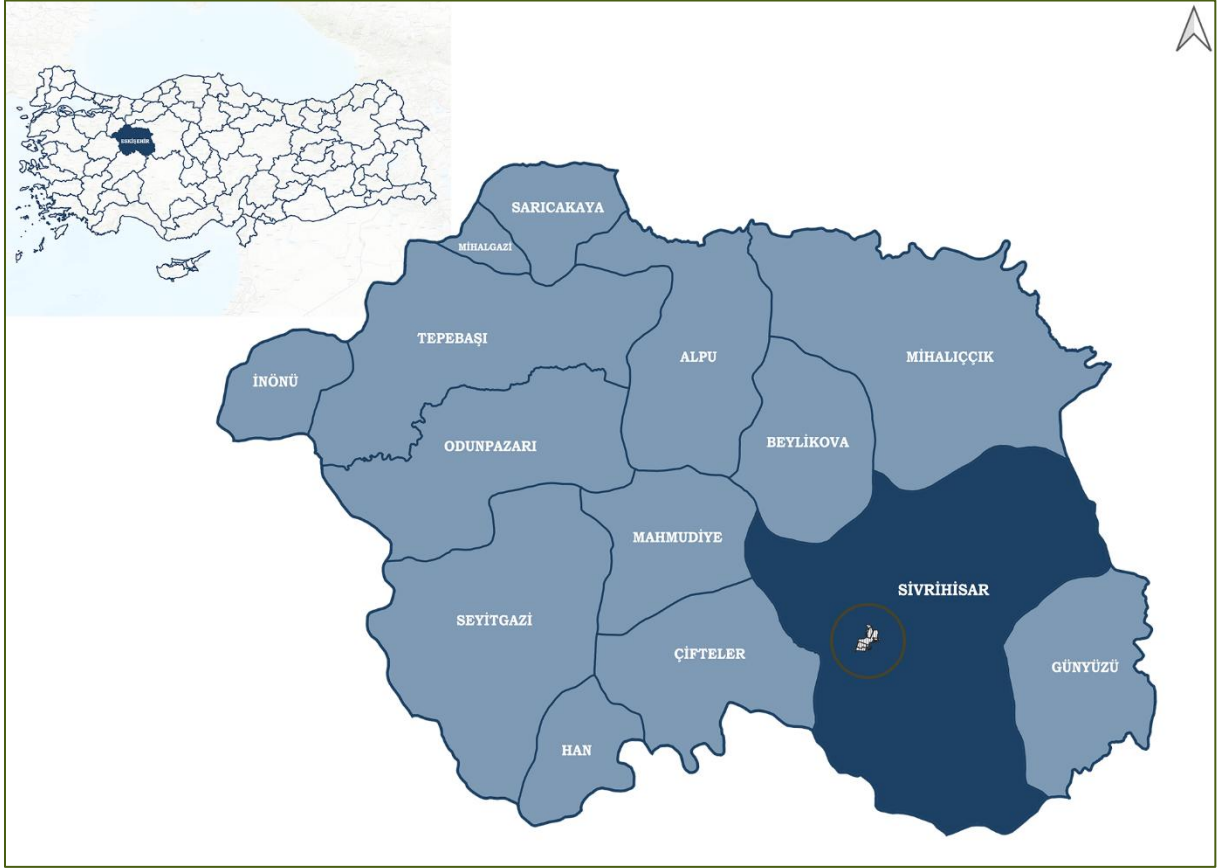 ESKİŞEHİR
SARICAKAYA
MİHALGAZİ
TEPEBAŞI
ALPU
MİHALIÇÇIK
İNÖNÜ
ODUNPAZARI
BEYLİKOVA
MAHMUDİYE
SİVRİHİSAR
SEYİTGAZİ
ÇİFTELER
GÜNYÜZÜ
HAN